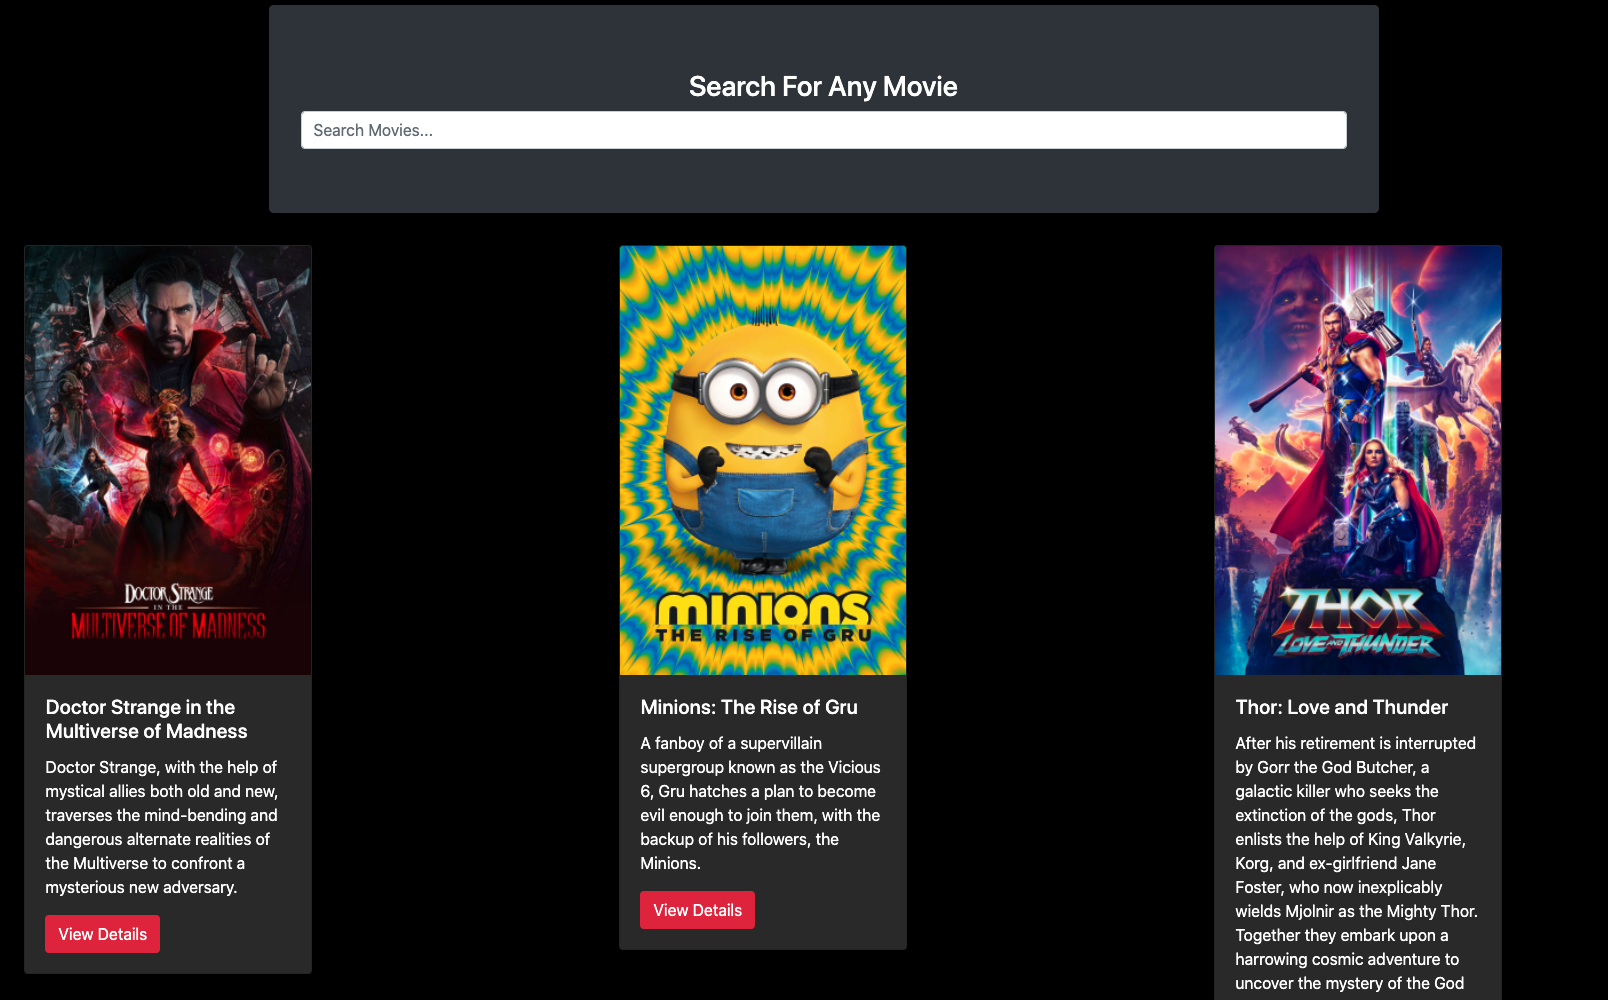 Search For Any Movie
Search Movies...
DOCTOR STRANGE
IN THE
MULTIVERSE OF MADNESS
Doctor Strange in the
Multiverse of Madness
Doctor Strange, with the help of
mystical allies both old and new,
traverses the mind-bending and
dangerous alternate realities of
the Multiverse to confront a
mysterious new adversary.
View Details
MINIONS
THE RISE OF GRU
Minions: The Rise of Gru
A fanboy of a supervillain
supergroup known as the Vicious
6, Gru hatches a plan to become
evil enough to join them, with the
backup of his followers, the
Minions.
View Details
THOR
LOVE AND THUNDER
Thor: Love and Thunder
After his retirement is interrupted
by Gorr the God Butcher, a
galactic killer who seeks the
extinction of the gods, Thor
enlists the help of King Valkyrie,
Korg, and ex-girlfriend Jane
Foster, who now inexplicably
wields Mjolnir as the Mighty Thor.
Together they embark upon a
harrowing cosmic adventure to
uncover the mystery of the God